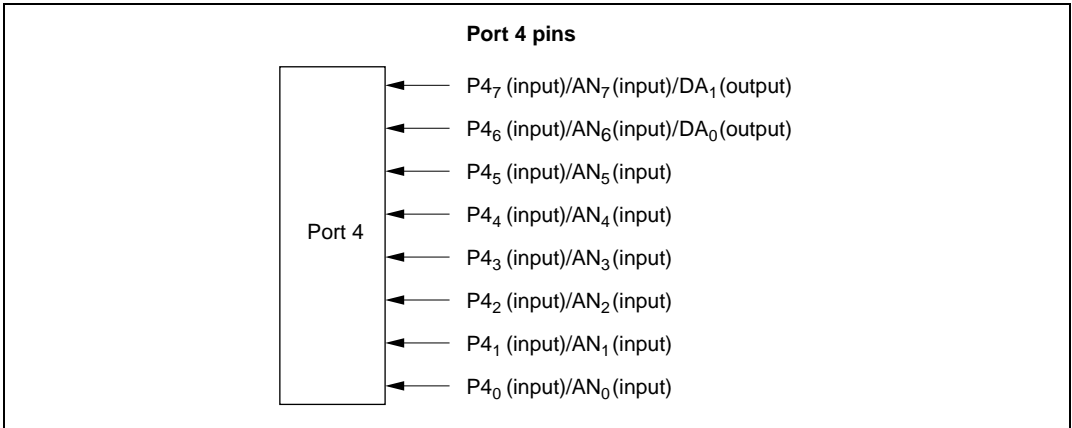 Port 4 pins
P4₇ (input)/AN₇(input)/DA₁(output)
P4₆ (input)/AN₆(input)/DA₀(output)
P4₅ (input)/AN₅(input)
P4₄ (input)/AN₄(input)
Port 4
P4₃ (input)/AN₃(input)
P4₂ (input)/AN₂(input)
P4₁ (input)/AN₁(input)
P4₀ (input)/AN₀(input)